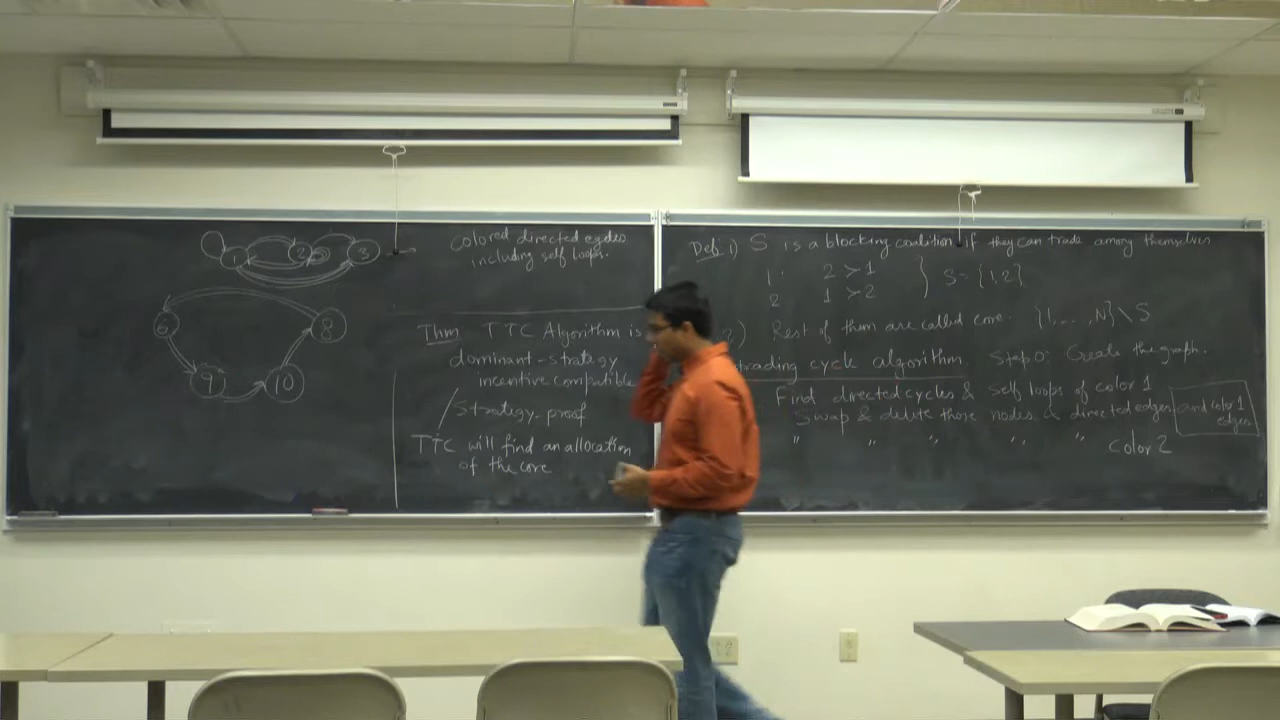 1 2 3
6 8
9 10
colored directed cycles
including self loops.
Thm TTC Algorithm is
dominant-strategy
incentive compatible
/strategy-proof
TTC will find an allocation
of the core
Def: 1) S is a blocking coalition if they can trade among themselves
1: 2 > 1 } S = {1,2}
2 1 > 2
2) Rest of them are called core. {1,...,N} \ S
trading cycle algorithm. Step 0: Create the graph.
Find directed cycles & self loops of color 1
Swap & delete those nodes & directed edges and color 1
edges
" " " " " color 2